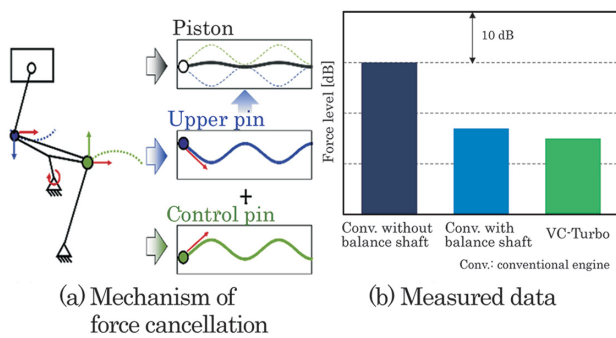 Piston
Upper pin
+
Control pin
(a) Mechanism of
force cancellation
Force level [dB]
10 dB
Conv. without
balance shaft
Conv. with
balance shaft
VC-Turbo
Conv.: conventional engine
(b) Measured data